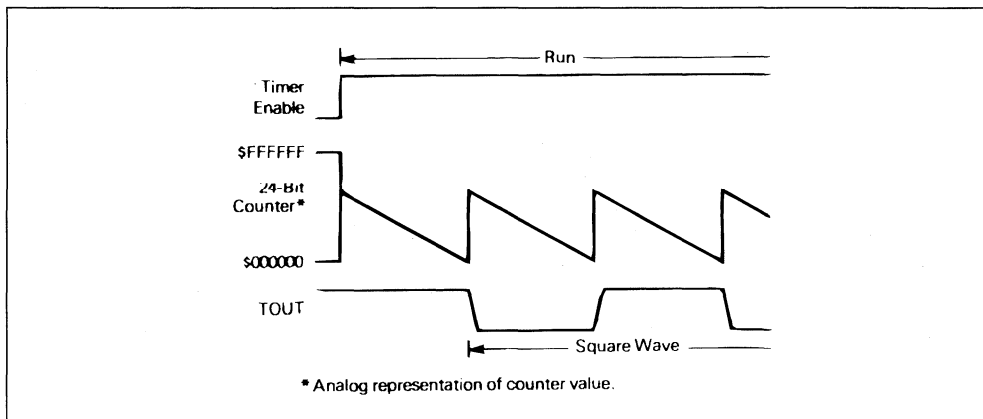 Run
Timer
Enable
$FFFFFF
24-Bit
Counter*
$000000
TOUT
Square Wave
* Analog representation of counter value.